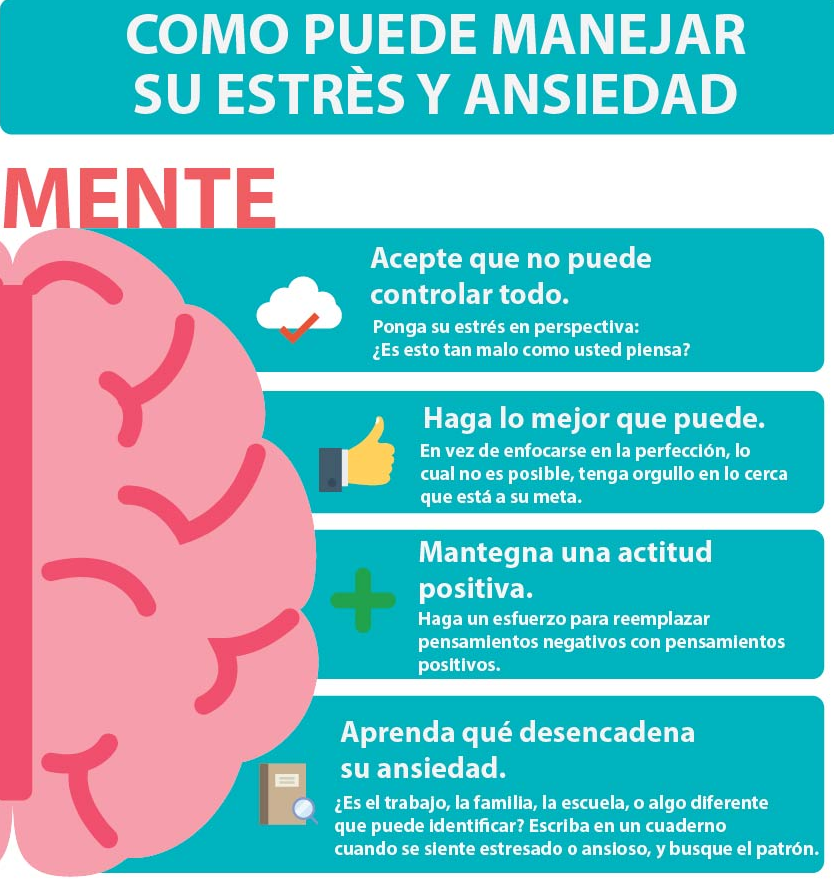 COMO PUEDE MANEJAR
SU ESTRÈS Y ANSIEDAD
MENTE
Acepte que no puede
controlar todo.
Ponga su estrés en perspectiva:
¿Es esto tan malo como usted piensa?
Haga lo mejor que puede.
En vez de enfocarse en la perfección, lo
cual no es posible, tenga orgullo en lo cerca
que está a su meta.
Mantegna una actitud
positiva.
Haga un esfuerzo para reemplazar
pensamientos negativos con pensamientos
positivos.
Aprenda qué desencadena
su ansiedad.
¿Es el trabajo, la familia, la escuela, o algo diferente
que puede identificar? Escriba en un cuaderno
cuando se siente estresado o ansioso, y busque el patrón.